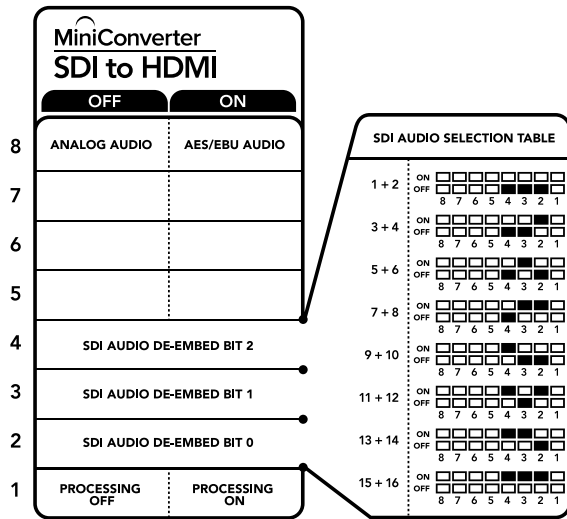 MiniConverter
SDI to HDMI
OFF ON
8 ANALOG AUDIO AES/EBU AUDIO
7
6
5
4 SDI AUDIO DE-EMBED BIT 2
3 SDI AUDIO DE-EMBED BIT 1
2 SDI AUDIO DE-EMBED BIT 0
1 PROCESSING OFF PROCESSING ON
SDI AUDIO SELECTION TABLE
1 + 2 ON
OFF
8 7 6 5 4 3 2 1
3 + 4 ON
OFF
8 7 6 5 4 3 2 1
5 + 6 ON
OFF
8 7 6 5 4 3 2 1
7 + 8 ON
OFF
8 7 6 5 4 3 2 1
9 + 10 ON
OFF
8 7 6 5 4 3 2 1
11 + 12 ON
OFF
8 7 6 5 4 3 2 1
13 + 14 ON
OFF
8 7 6 5 4 3 2 1
15 + 16 ON
OFF
8 7 6 5 4 3 2 1